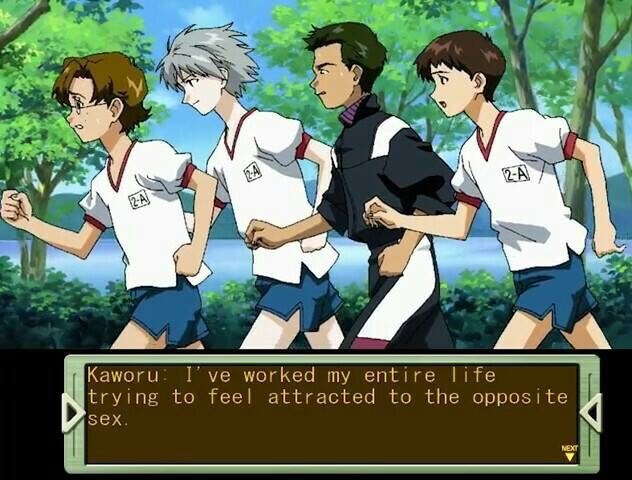 2-A
2-A
2-A
Kaworu: I've worked my entire life
trying to feel attracted to the opposite
sex.
NEXT